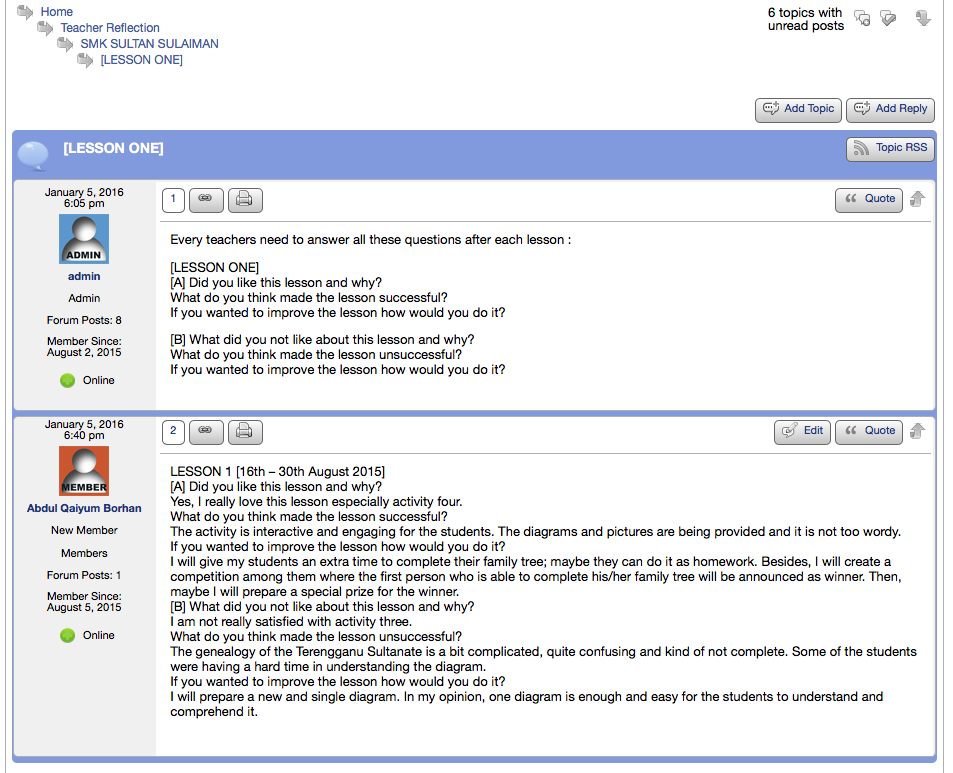 Home
Teacher Reflection
SMK SULTAN SULAIMAN
[LESSON ONE]
6 topics with
unread posts
Add Topic
Add Reply
[LESSON ONE]
Topic RSS
January 5, 2016
6:05 pm
ADMIN
admin
Admin
Forum Posts: 8
Member Since:
August 2, 2015
Online
1
Quote
Every teachers need to answer all these questions after each lesson :
[LESSON ONE]
[A] Did you like this lesson and why?
What do you think made the lesson successful?
If you wanted to improve the lesson how would you do it?
[B] What did you not like about this lesson and why?
What do you think made the lesson unsuccessful?
If you wanted to improve the lesson how would you do it?
January 5, 2016
6:40 pm
MEMBER
Abdul Qaiyum Borhan
New Member
Members
Forum Posts: 1
Member Since:
August 5, 2015
Online
2
Edit
Quote
LESSON 1 [16th – 30th August 2015]
[A] Did you like this lesson and why?
Yes, I really love this lesson especially activity four.
What do you think made the lesson successful?
The activity is interactive and engaging for the students. The diagrams and pictures are being provided and it is not too wordy.
If you wanted to improve the lesson how would you do it?
I will give my students an extra time to complete their family tree; maybe they can do it as homework. Besides, I will create a
competition among them where the first person who is able to complete his/her family tree will be announced as winner. Then,
maybe I will prepare a special prize for the winner.
[B] What did you not like about this lesson and why?
I am not really satisfied with activity three.
What do you think made the lesson unsuccessful?
The genealogy of the Terengganu Sultanate is a bit complicated, quite confusing and kind of not complete. Some of the students
were having a hard time in understanding the diagram.
If you wanted to improve the lesson how would you do it?
I will prepare a new and single diagram. In my opinion, one diagram is enough and easy for the students to understand and
comprehend it.